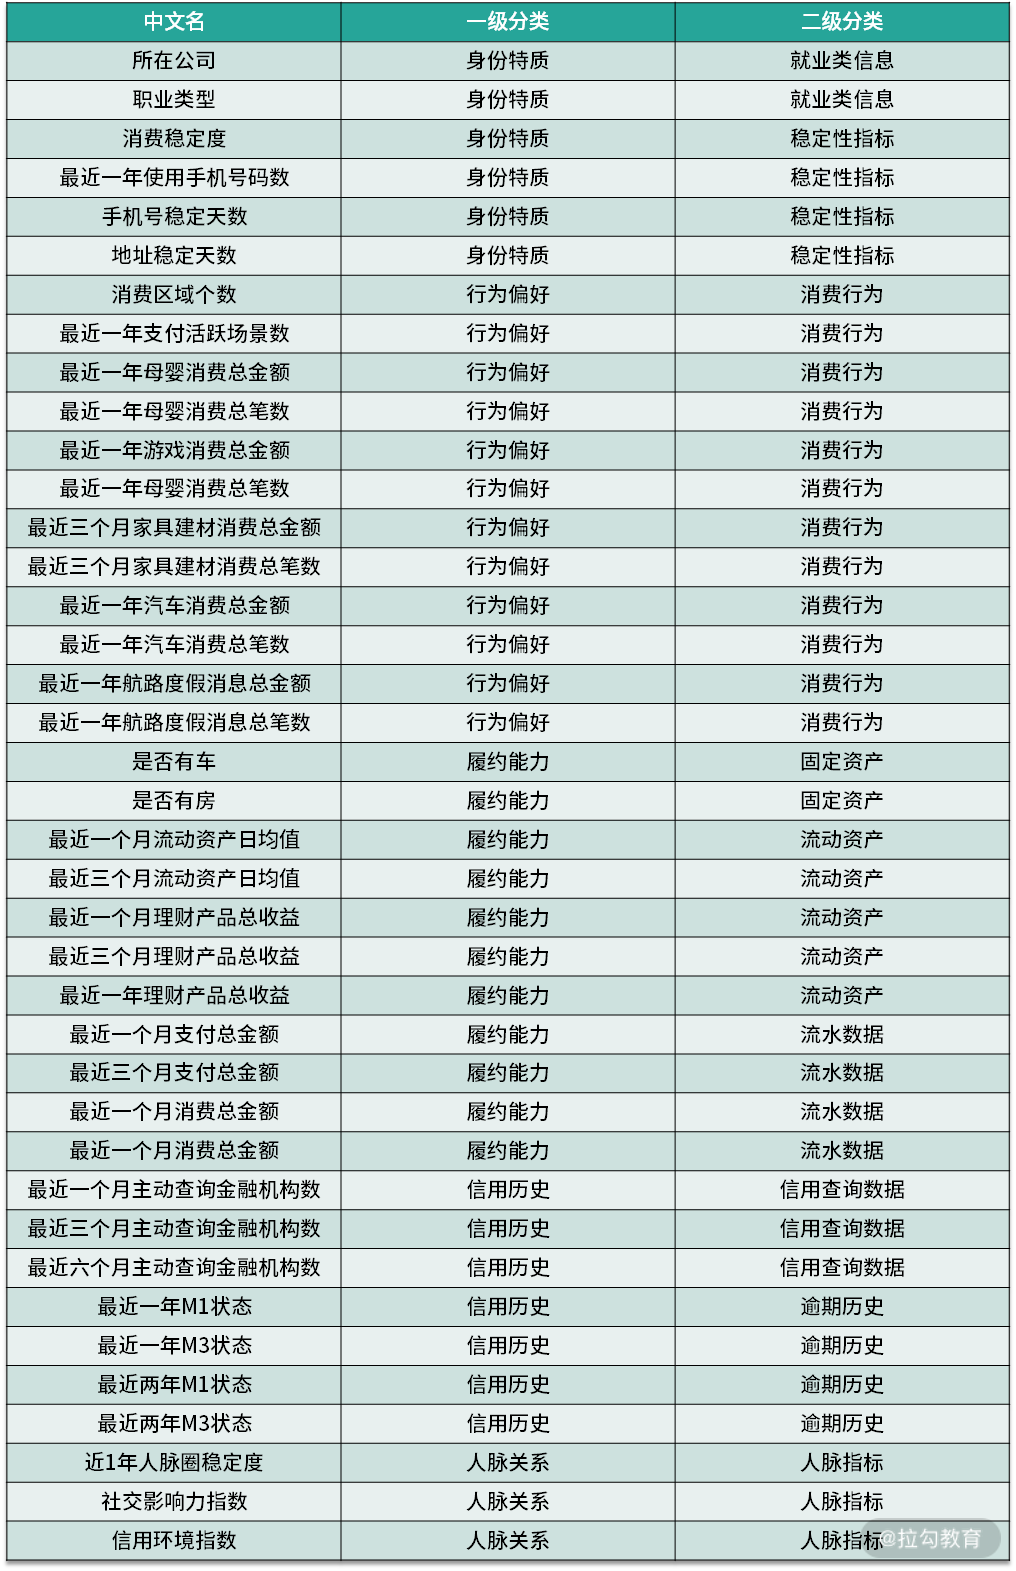 中文名 一级分类 二级分类
所在公司 身份特质 就业类信息
职业类型 身份特质 就业类信息
消费稳定度 身份特质 稳定性指标
最近一年使用手机号码数 身份特质 稳定性指标
手机号稳定天数 身份特质 稳定性指标
地址稳定天数 身份特质 稳定性指标
消费区域个数 行为偏好 消费行为
最近一年支付活跃场景数 行为偏好 消费行为
最近一年母婴消费总金额 行为偏好 消费行为
最近一年母婴消费总笔数 行为偏好 消费行为
最近一年游戏消费总金额 行为偏好 消费行为
最近一年母婴消费总笔数 行为偏好 消费行为
最近三个月家具建材消费总金额 行为偏好 消费行为
最近三个月家具建材消费总笔数 行为偏好 消费行为
最近一年汽车消费总金额 行为偏好 消费行为
最近一年汽车消费总笔数 行为偏好 消费行为
最近一年航路度假消息总金额 行为偏好 消费行为
最近一年航路度假消息总笔数 行为偏好 消费行为
是否有车 履约能力 固定资产
是否有房 履约能力 固定资产
最近一个月流动资产日均值 履约能力 流动资产
最近三个月流动资产日均值 履约能力 流动资产
最近一个月理财产品总收益 履约能力 流动资产
最近三个月理财产品总收益 履约能力 流动资产
最近一年理财产品总收益 履约能力 流动资产
最近一个月支付总金额 履约能力 流水数据
最近三个月支付总金额 履约能力 流水数据
最近一个月消费总金额 履约能力 流水数据
最近一个月消费总金额 履约能力 流水数据
最近一个月主动查询金融机构数 信用历史 信用查询数据
最近三个月主动查询金融机构数 信用历史 信用查询数据
最近六个月主动查询金融机构数 信用历史 信用查询数据
最近一年M1状态 信用历史 逾期历史
最近一年M3状态 信用历史 逾期历史
最近两年M1状态 信用历史 逾期历史
最近两年M3状态 信用历史 逾期历史
近1年人脉圈稳定度 人脉关系 人脉指标
社交影响力指数 人脉关系 人脉指标
信用环境指数 人脉关系 人脉指标
@拉勾教育